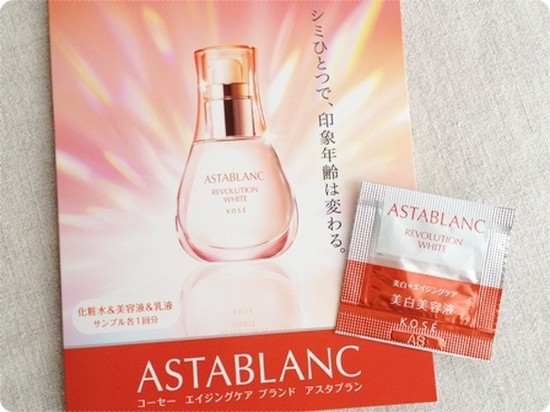 シミひとつで、印象年齢は変わる。
ASTABLANC
REVOLUTION
WHITE
KOSÉ
化粧水&美容液&乳液
サンプル各1回分
ASTABLANC
コーセー エイジングケア ブランド アスタブラン
ASTABLANC
REVOLUTION
WHITE
美白+エイジングケア
美白美容液
KOSÉ